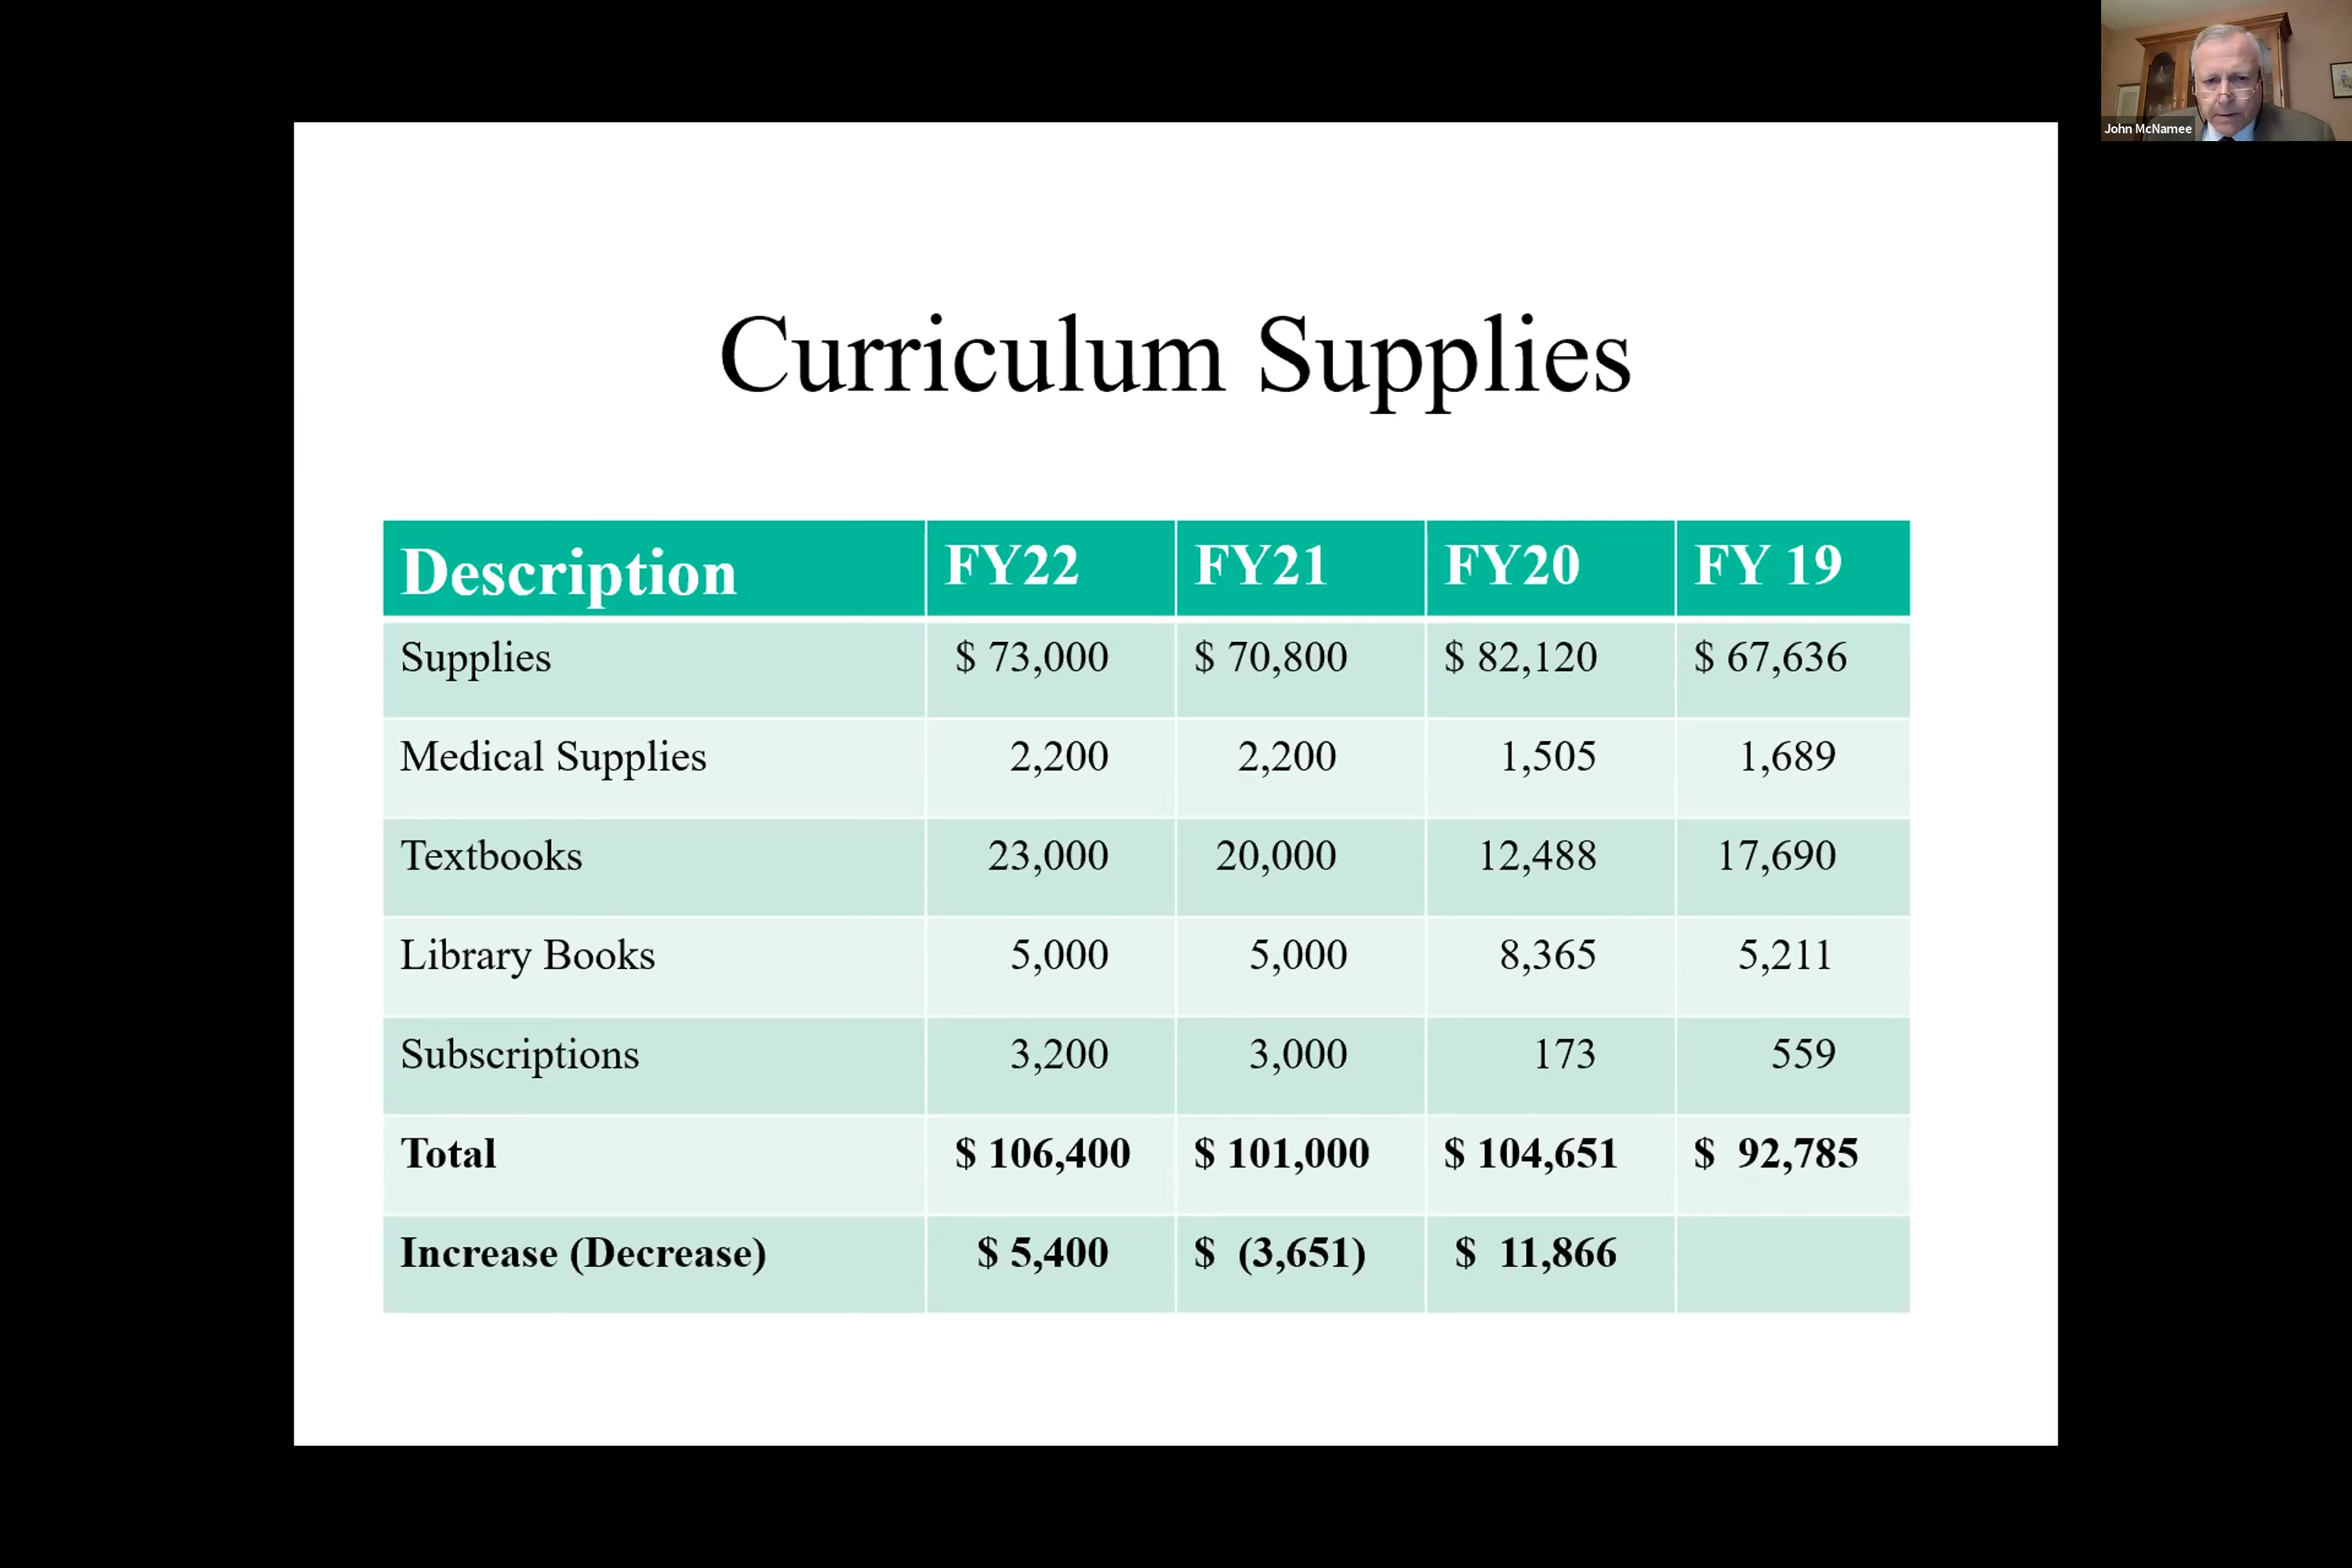 John McNamee
Curriculum Supplies
Description FY22 FY21 FY20 FY 19
Supplies $ 73,000 $ 70,800 $ 82,120 $ 67,636
Medical Supplies 2,200 2,200 1,505 1,689
Textbooks 23,000 20,000 12,488 17,690
Library Books 5,000 5,000 8,365 5,211
Subscriptions 3,200 3,000 173 559
Total $ 106,400 $ 101,000 $ 104,651 $ 92,785
Increase (Decrease) $ 5,400 $ (3,651) $ 11,866